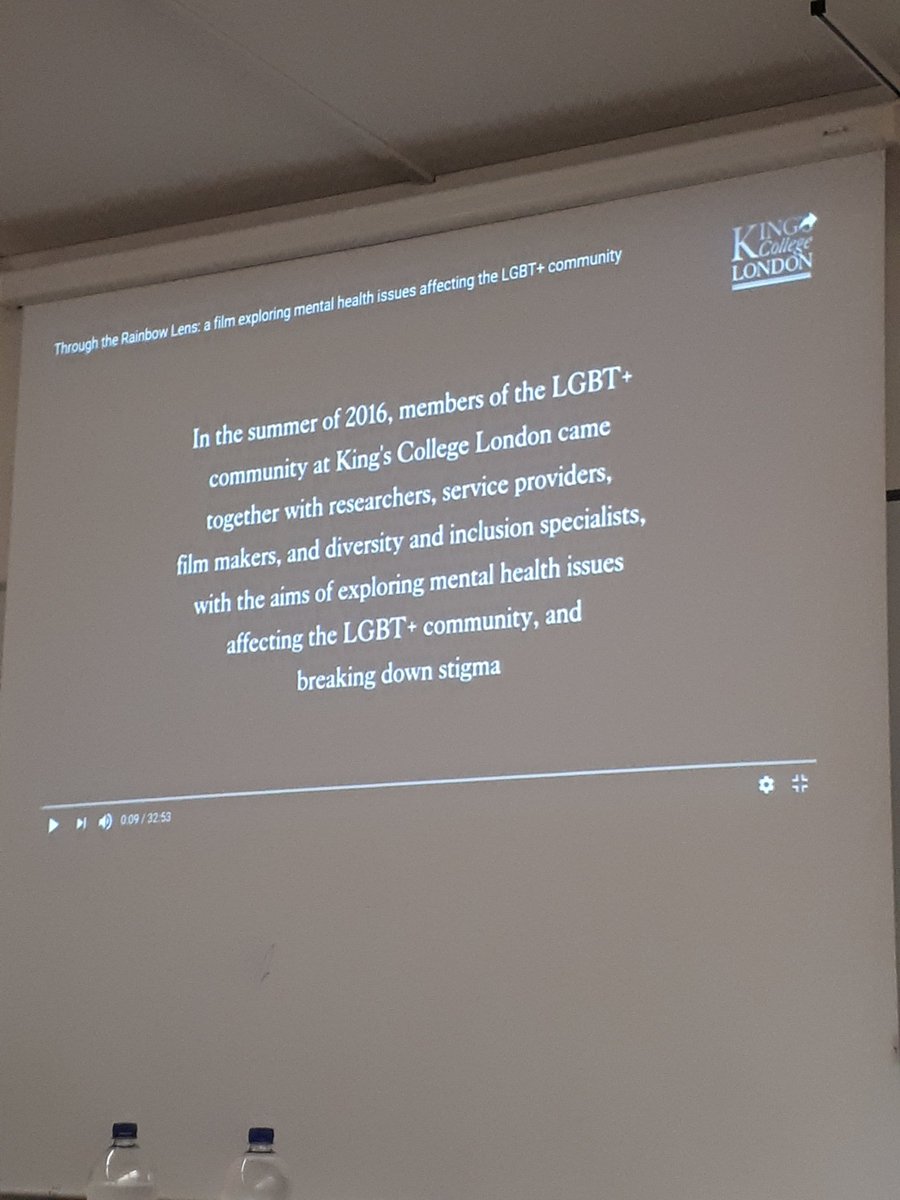 Through the Rainbow Lens: a film exploring mental health issues affecting the LGBT+ community
KING'S
College
LONDON
In the summer of 2016, members of the LGBT+
community at King's College London came
together with researchers, service providers,
film makers, and diversity and inclusion specialists,
with the aims of exploring mental health issues
affecting the LGBT+ community, and
breaking down stigma
0:09 / 32:53